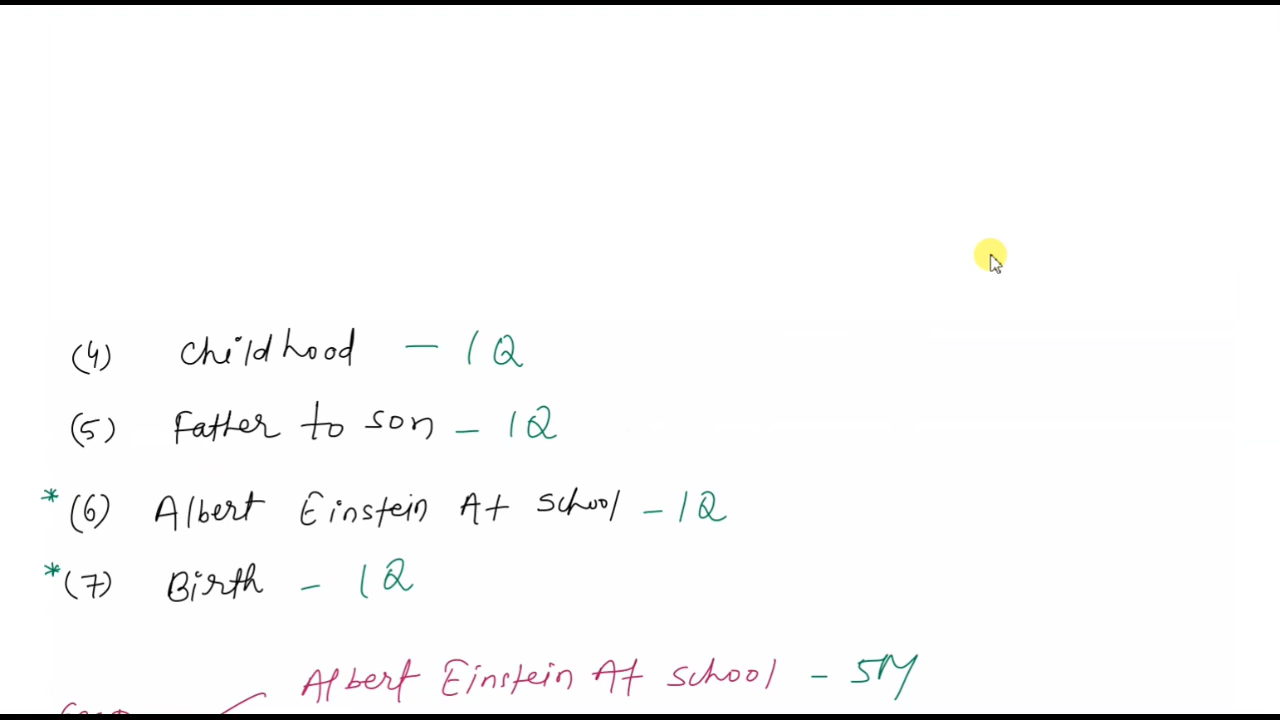 (4) Childhood – 1Q
(5) Father to son – 1Q
* (6) Albert Einstein At school – 1Q
* (7) Birth – 1Q
Albert Einstein At school – 5M